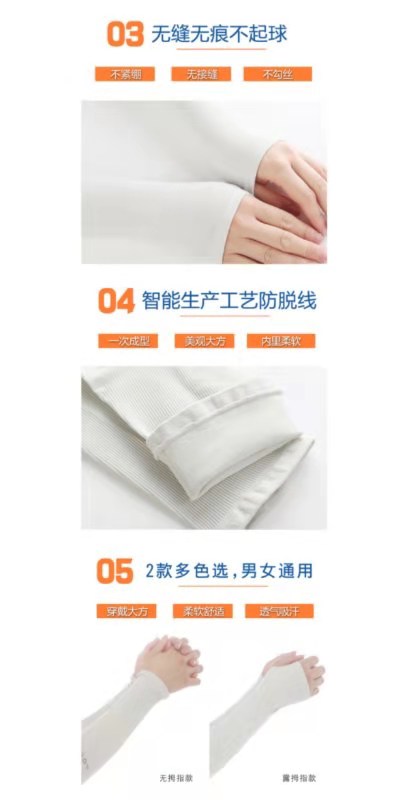 03 无缝无痕不起球
不紧绷 无接缝 不勾丝
04 智能生产工艺防脱线
一次成型 美观大方 内里柔软
05 2款多色选,男女通用
穿戴大方 柔软舒适 透气吸汗
无拇指款 露拇指款